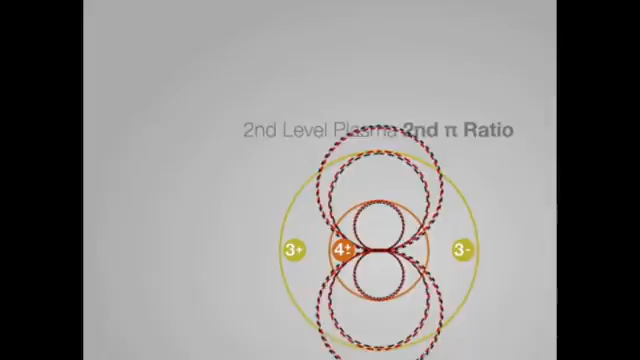 2nd Level Plasma 2nd π Ratio
3+ 4± 3-